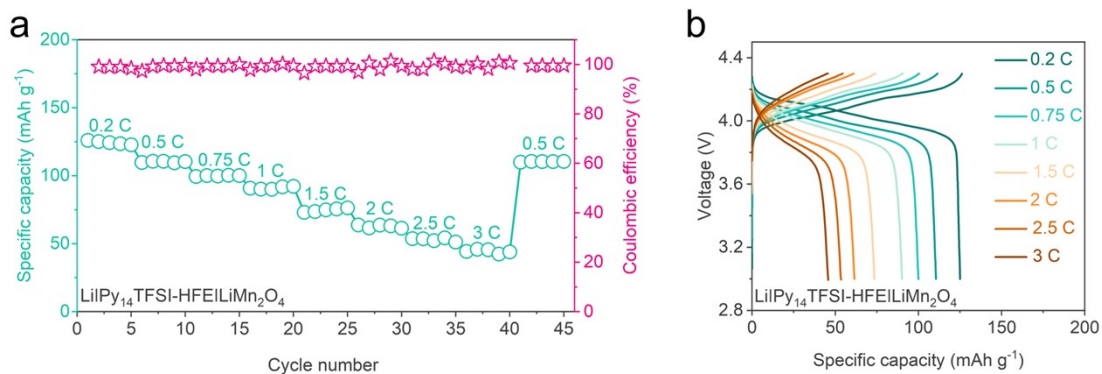 a
200
150
100
50
0
Specific capacity (mAh g⁻¹)
0.2 C
0.5 C
0.75 C
1 C
1.5 C
2 C
2.5 C
3 C
0.5 C
100
80
60
40
20
0
Coulombic efficiency (%)
Li|Py₁₄TFSI-HFE|LiMn₂O₄
0 5 10 15 20 25 30 35 40 45
Cycle number
b
4.4
4.0
3.6
3.2
2.8
Voltage (V)
0.2 C
0.5 C
0.75 C
1 C
1.5 C
2 C
2.5 C
3 C
Li|Py₁₄TFSI-HFE|LiMn₂O₄
0 50 100 150 200
Specific capacity (mAh g⁻¹)